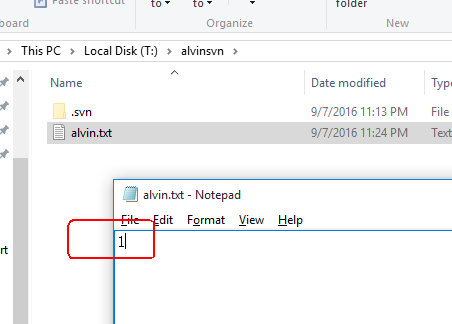 Paste shortcut
to
to
folder
board
Organize
New
This PC > Local Disk (T:) > alvinsvn
Name
Date modified
Type
.svn
9/7/2016 11:13 PM
File
alvin.txt
9/7/2016 11:24 PM
Text
alvin.txt - Notepad
File Edit Format View Help
rt
1